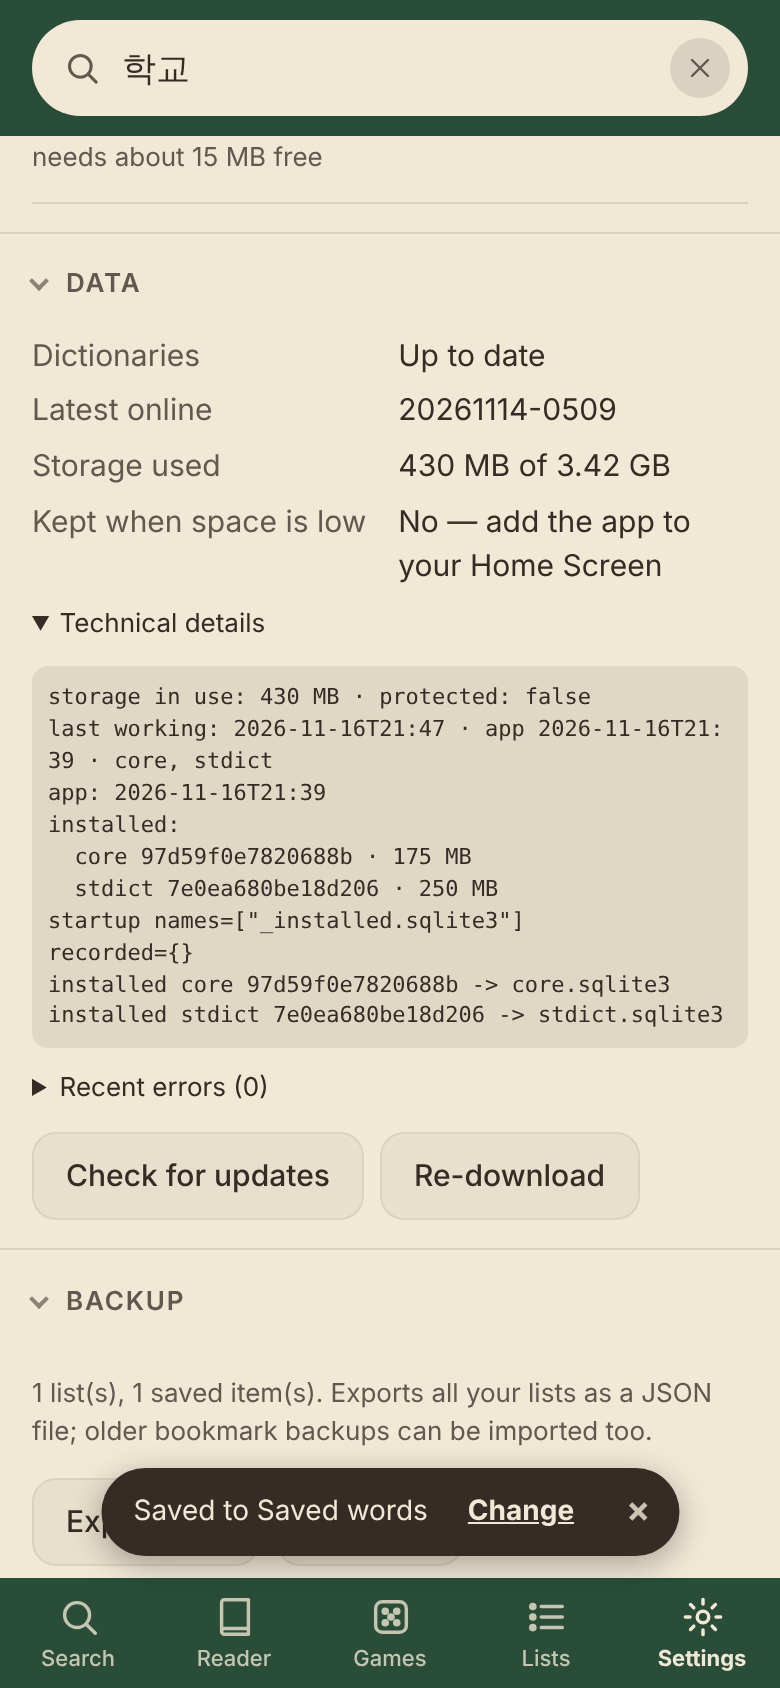 학교
needs about 15 MB free
DATA
Dictionaries Up to date
Latest online 20261114-0509
Storage used 430 MB of 3.42 GB
Kept when space is low No — add the app to
your Home Screen
Technical details
storage in use: 430 MB · protected: false
last working: 2026-11-16T21:47 · app 2026-11-16T21:
39 · core, stdict
app: 2026-11-16T21:39
installed:
core 97d59f0e7820688b · 175 MB
stdict 7e0ea680be18d206 · 250 MB
startup names=["_installed.sqlite3"]
recorded={}
installed core 97d59f0e7820688b -> core.sqlite3
installed stdict 7e0ea680be18d206 -> stdict.sqlite3
Recent errors (0)
Check for updates Re-download
BACKUP
1 list(s), 1 saved item(s). Exports all your lists as a JSON
file; older bookmark backups can be imported too.
Saved to Saved words Change
Search Reader Games Lists Settings